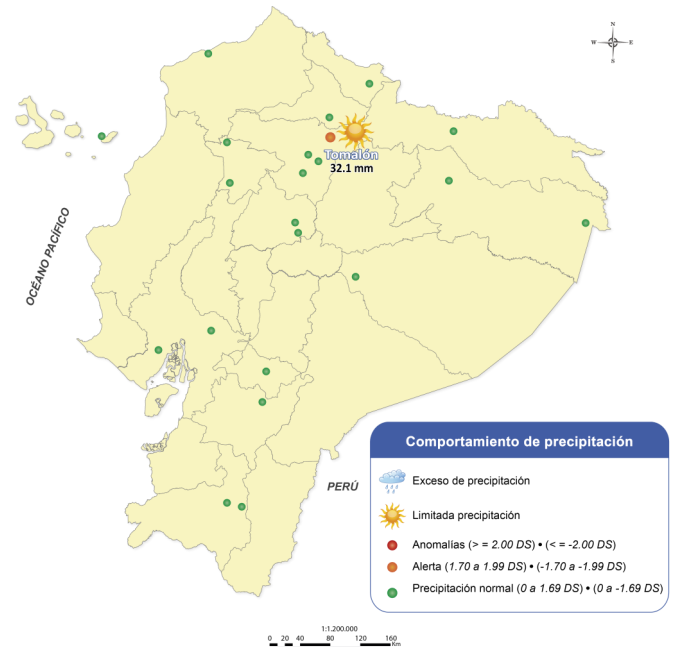 N
W E
S
Tomalón
32.1 mm
OCÉANO PACÍFICO
PERÚ
Comportamiento de precipitación
Exceso de precipitación
Limitada precipitación
Anomalías (> = 2.00 DS) • (< = -2.00 DS)
Alerta (1.70 a 1.99 DS) • (-1.70 a -1.99 DS)
Precipitación normal (0 a 1.69 DS) • (0 a -1.69 DS)
1:1.200.000
0 20 40 80 120 160
Km